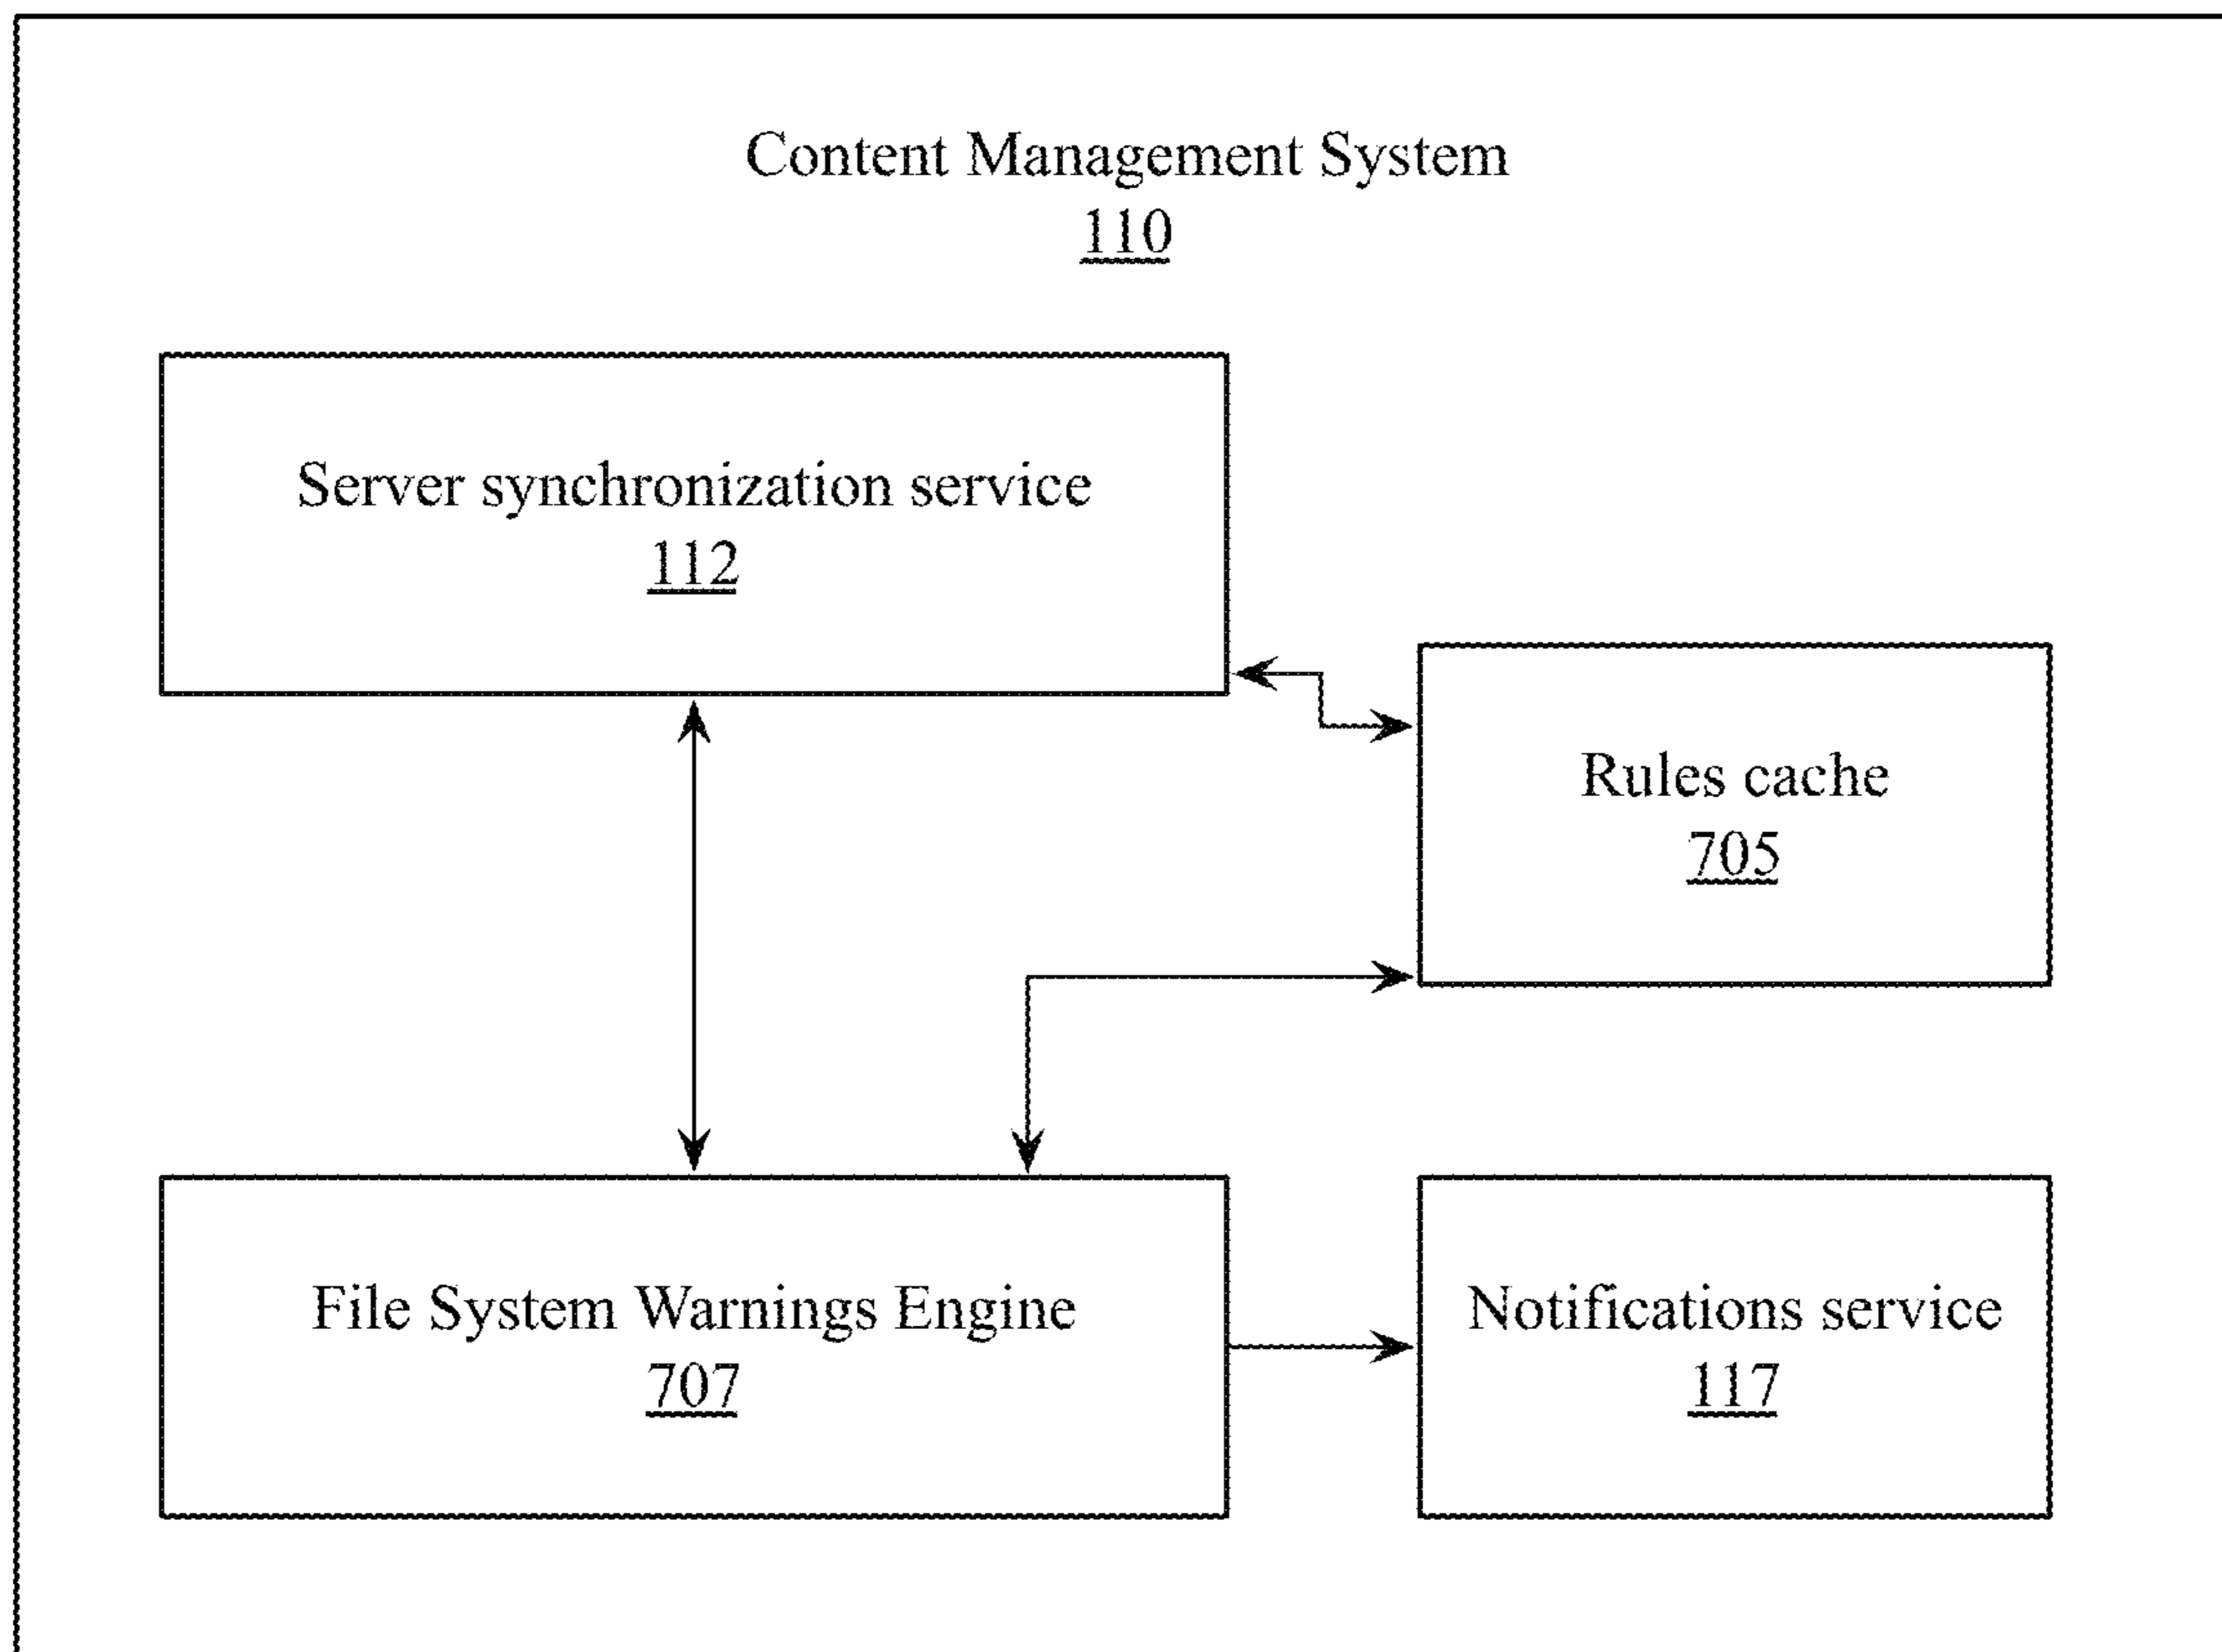 Content Management System
110
Server synchronization service
112
Rules cache
705
File System Warnings Engine
707
Notifications service
117